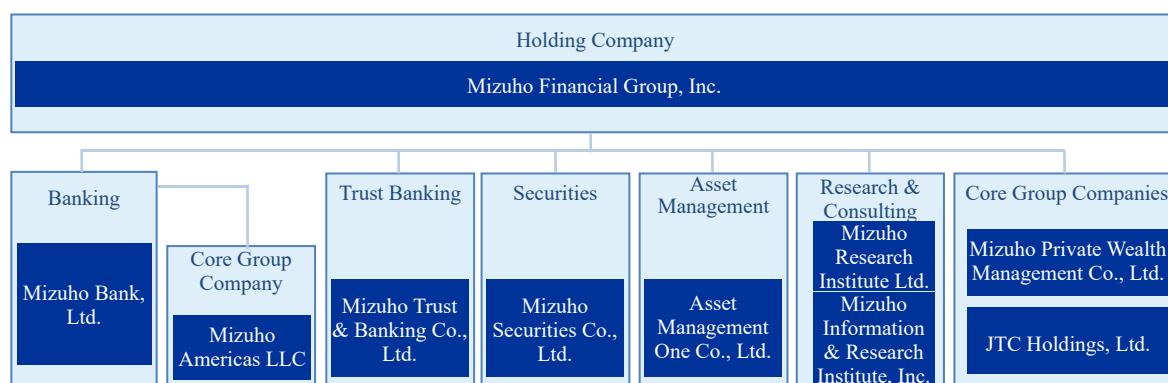 Holding Company
Mizuho Financial Group, Inc.
Banking
Mizuho Bank,
Ltd.
Core Group
Company
Mizuho
Americas LLC
Trust Banking
Mizuho Trust
& Banking Co.,
Ltd.
Securities
Mizuho
Securities Co.,
Ltd.
Asset
Management
Asset
Management
One Co., Ltd.
Research &
Consulting
Mizuho
Research
Institute Ltd.
Mizuho
Information
& Research
Institute, Inc.
Core Group Companies
Mizuho Private Wealth
Management Co., Ltd.
JTC Holdings, Ltd.